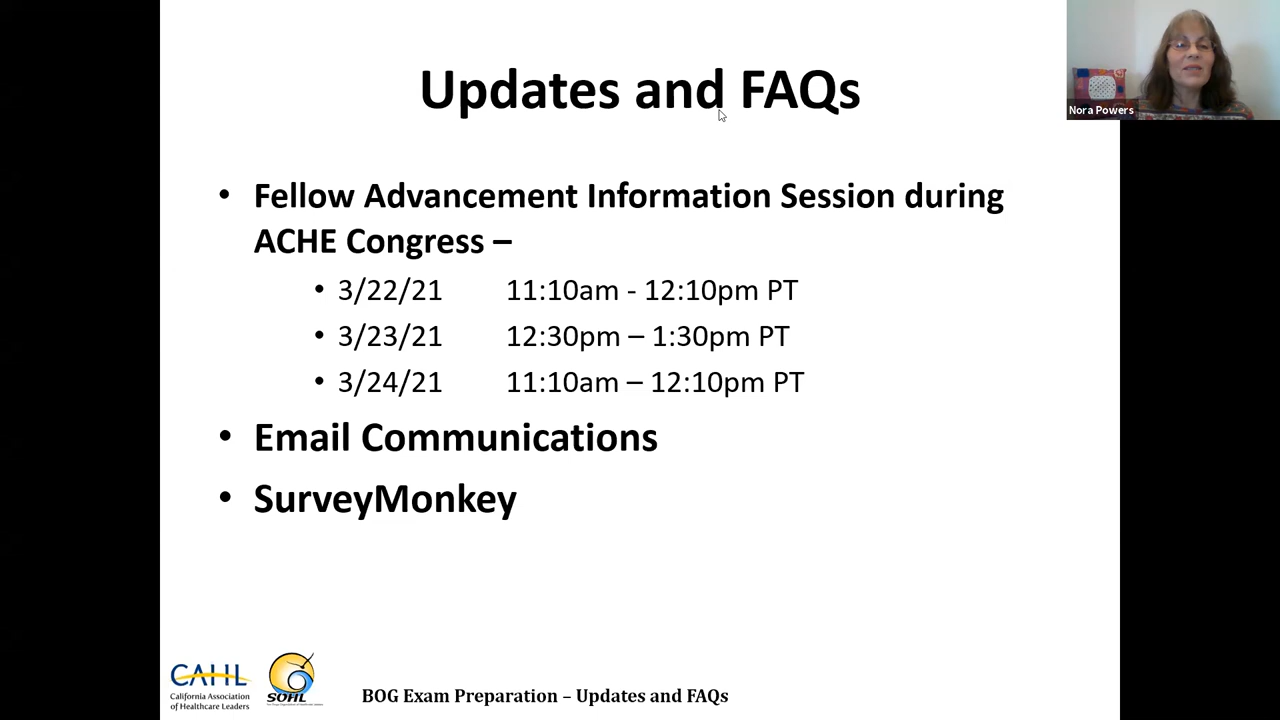 Updates and FAQs
Nora Powers
• Fellow Advancement Information Session during
ACHE Congress –
• 3/22/21 11:10am - 12:10pm PT
• 3/23/21 12:30pm – 1:30pm PT
• 3/24/21 11:10am – 12:10pm PT
• Email Communications
• SurveyMonkey
CAHL
California Association
of Healthcare Leaders
SOHL
BOG Exam Preparation – Updates and FAQs